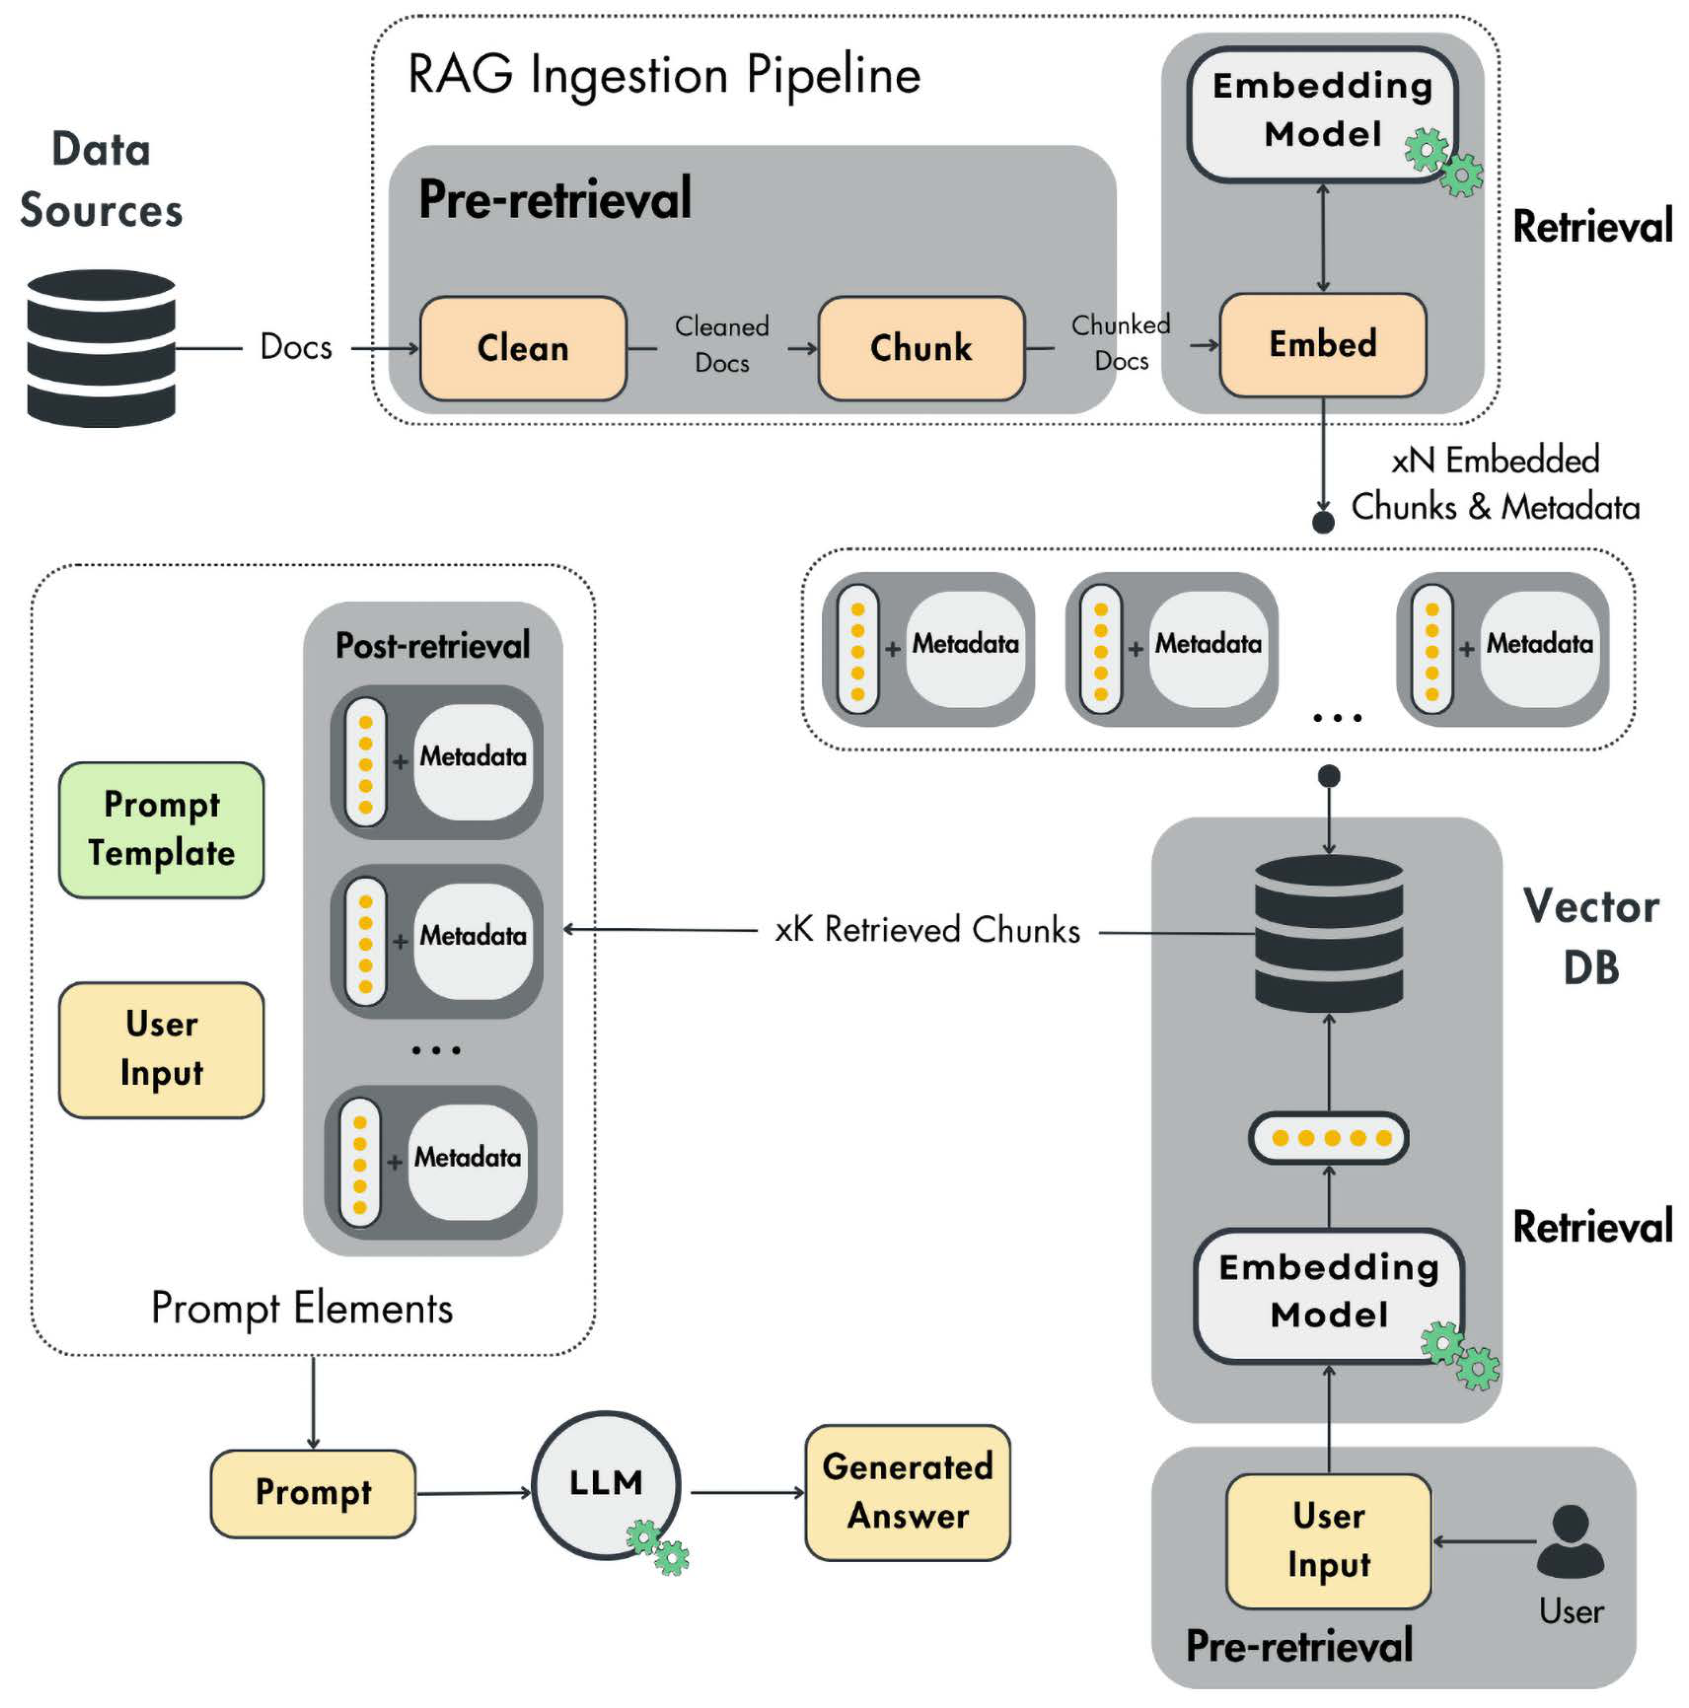 RAG Ingestion Pipeline
Embedding
Model
Data
Sources
Pre-retrieval
Retrieval
Docs
Clean
Cleaned
Docs
Chunk
Chunked
Docs
Embed
xN Embedded
Chunks & Metadata
+ Metadata
+ Metadata
...
+ Metadata
Post-retrieval
+ Metadata
+ Metadata
...
+ Metadata
Prompt
Template
User
Input
Prompt Elements
xK Retrieved Chunks
Vector
DB
Retrieval
Embedding
Model
Prompt
LLM
Generated
Answer
User
Input
User
Pre-retrieval